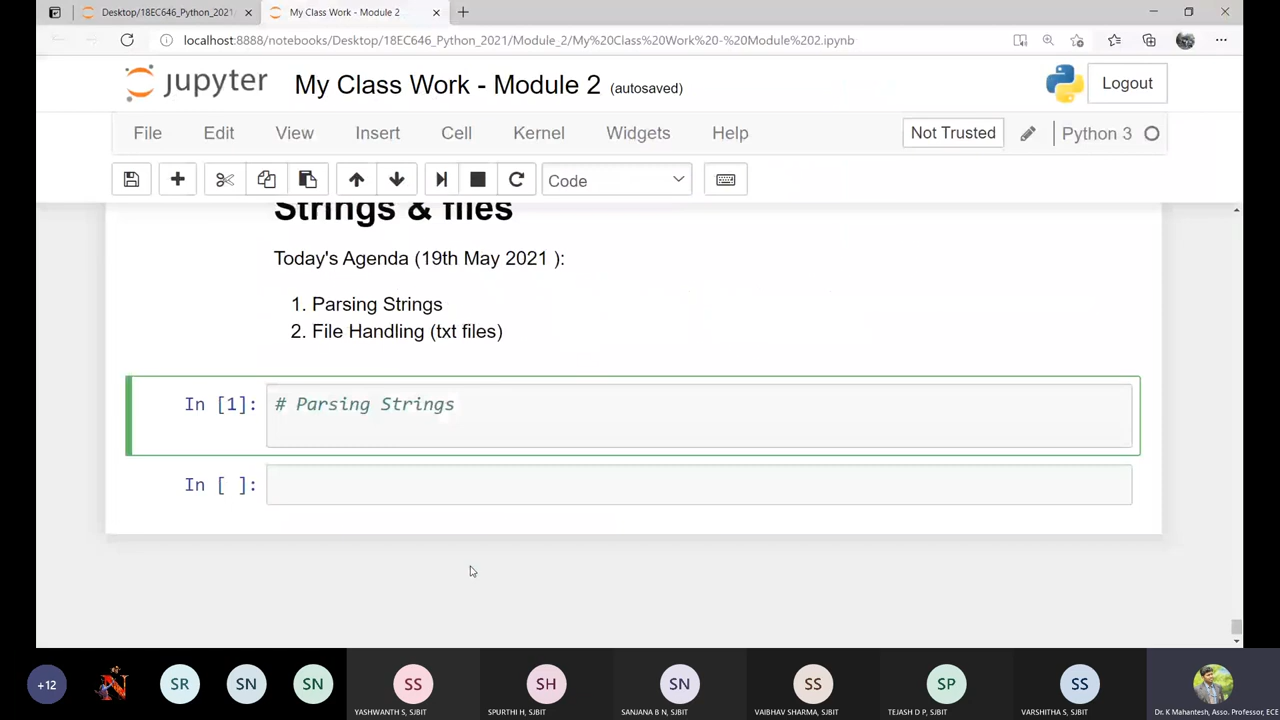 Desktop/18EC646_Python_2021/
My Class Work - Module 2
localhost:8888/notebooks/Desktop/18EC646_Python_2021/Module_2/My%20Class%20Work%20-%20Module%202.ipynb
jupyter My Class Work - Module 2 (autosaved)
Logout
File Edit View Insert Cell Kernel Widgets Help
Not Trusted
Python 3
Code
Strings & files
Today's Agenda (19th May 2021 ):
1. Parsing Strings
2. File Handling (txt files)
In [1]: # Parsing Strings
In [ ]:
+12 N SR SN SN SS SH SN SS SP SS
YASHWANTH S, SJBIT SPURTHI H, SJBIT SANJANA B N, SJBIT VAIBHAV SHARMA, SJBIT TEJASH D P, SJBIT VARSHITHA S, SJBIT Dr. K Mahantesh, Asso. Professor, ECE